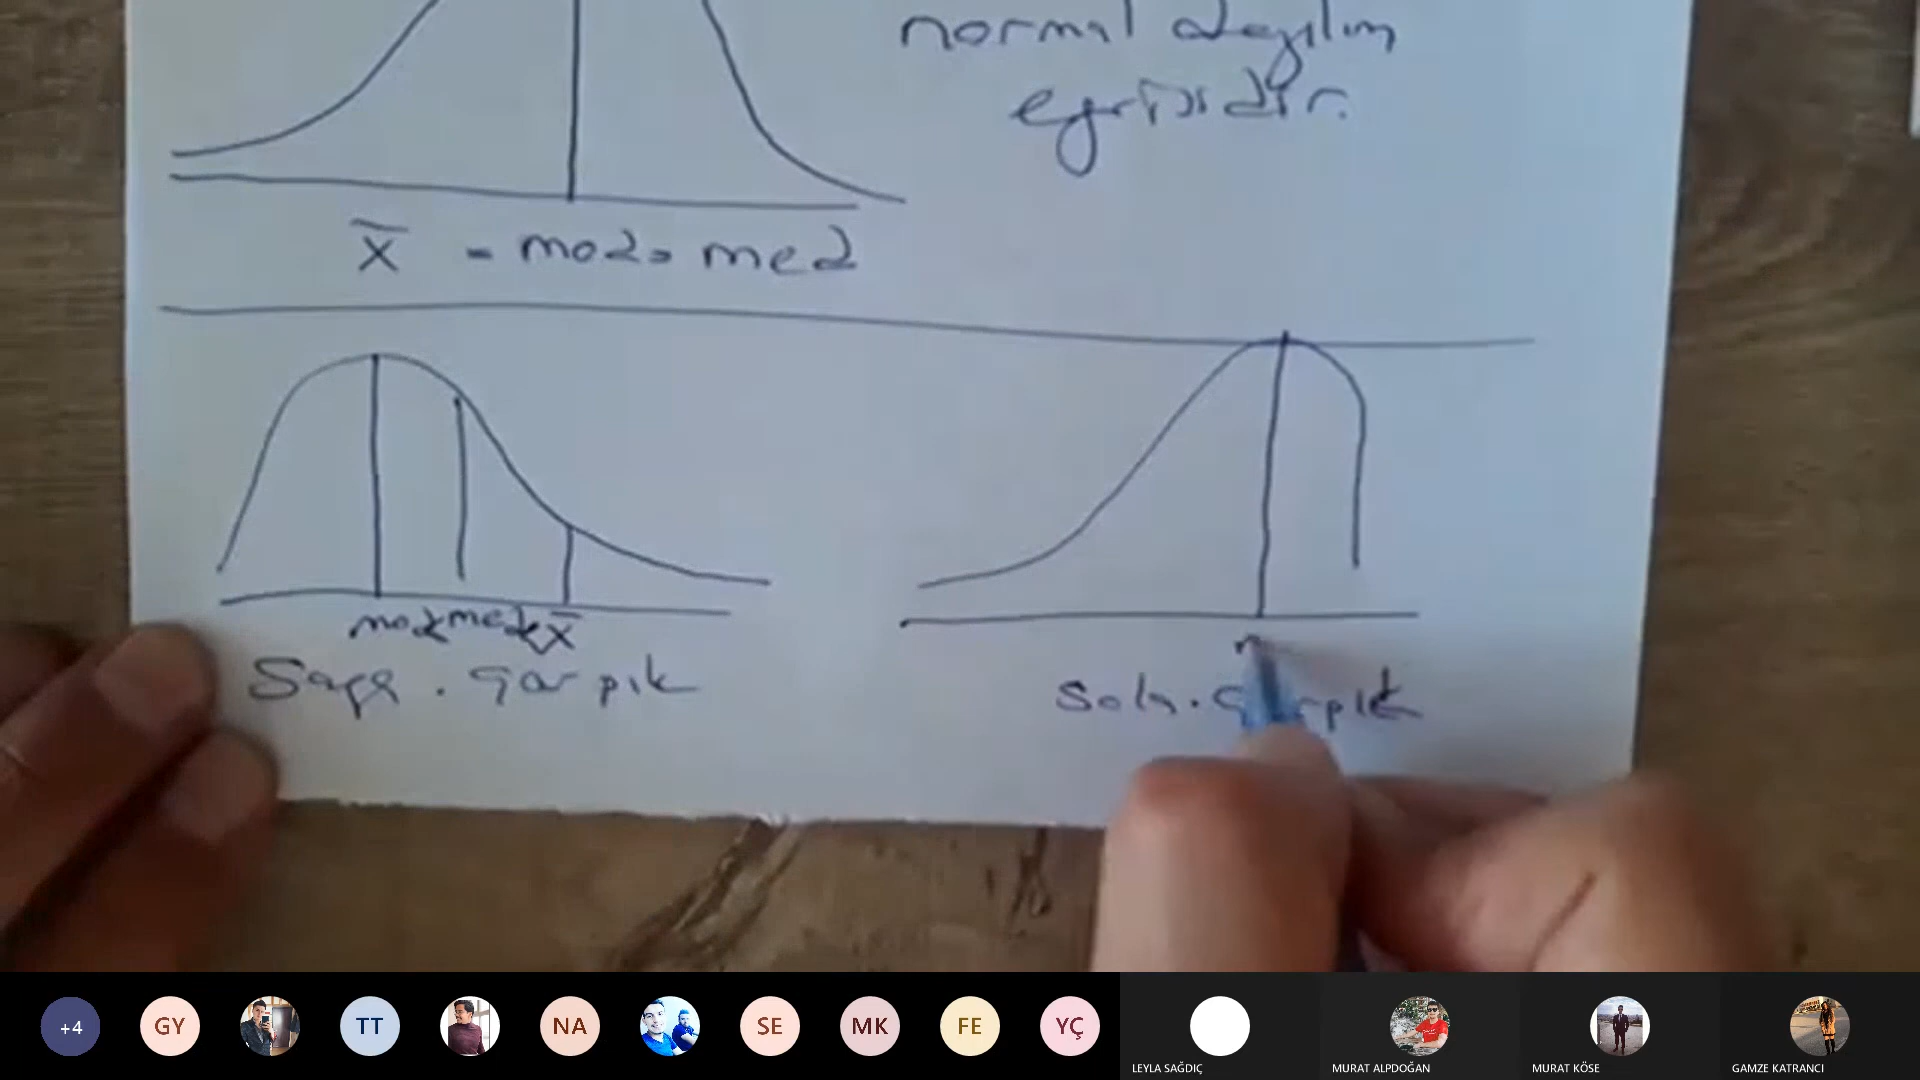 normal dağılım
eğrisidir.
x̄ = mod = med
mod<med<x̄
Sağa. çarpık
Sola. çarpık
+4
GY
TT
NA
SE
MK
FE
YÇ
LEYLA SAĞDIÇ
MURAT ALPDOĞAN
MURAT KÖSE
GAMZE KATRANCI